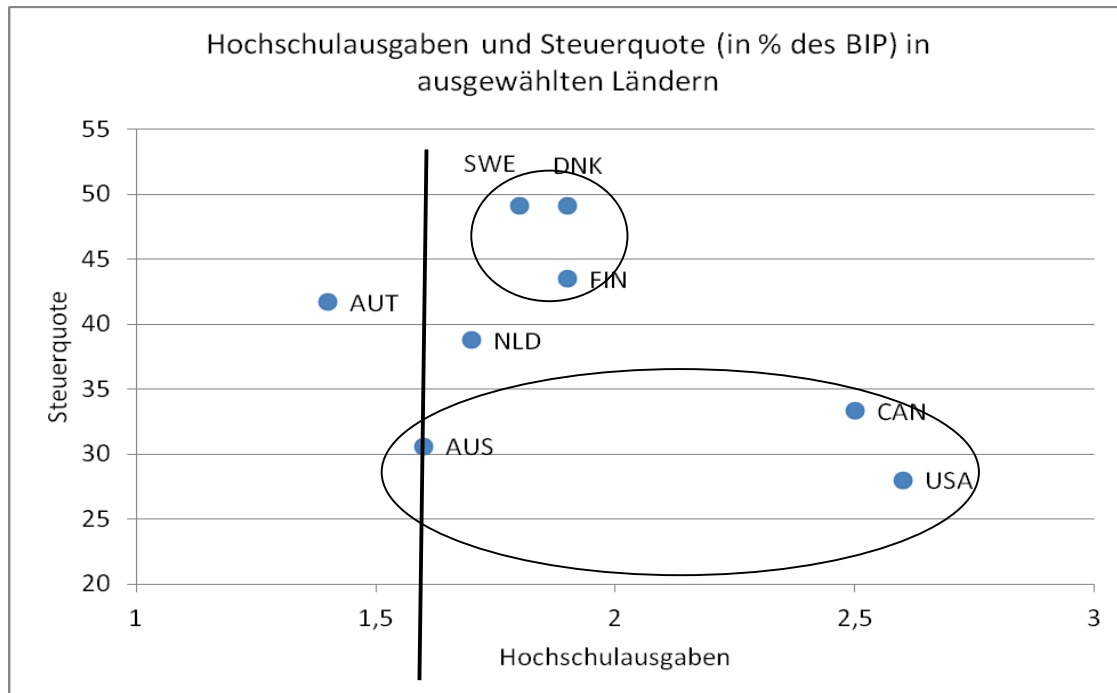 Hochschulausgaben und Steuerquote (in % des BIP) in
ausgewählten Ländern
55
SWE DNK
50
45
FIN
AUT
40
NLD
35
CAN
AUS
30
USA
25
20
1 1,5 2 2,5 3
Steuerquote
Hochschulausgaben